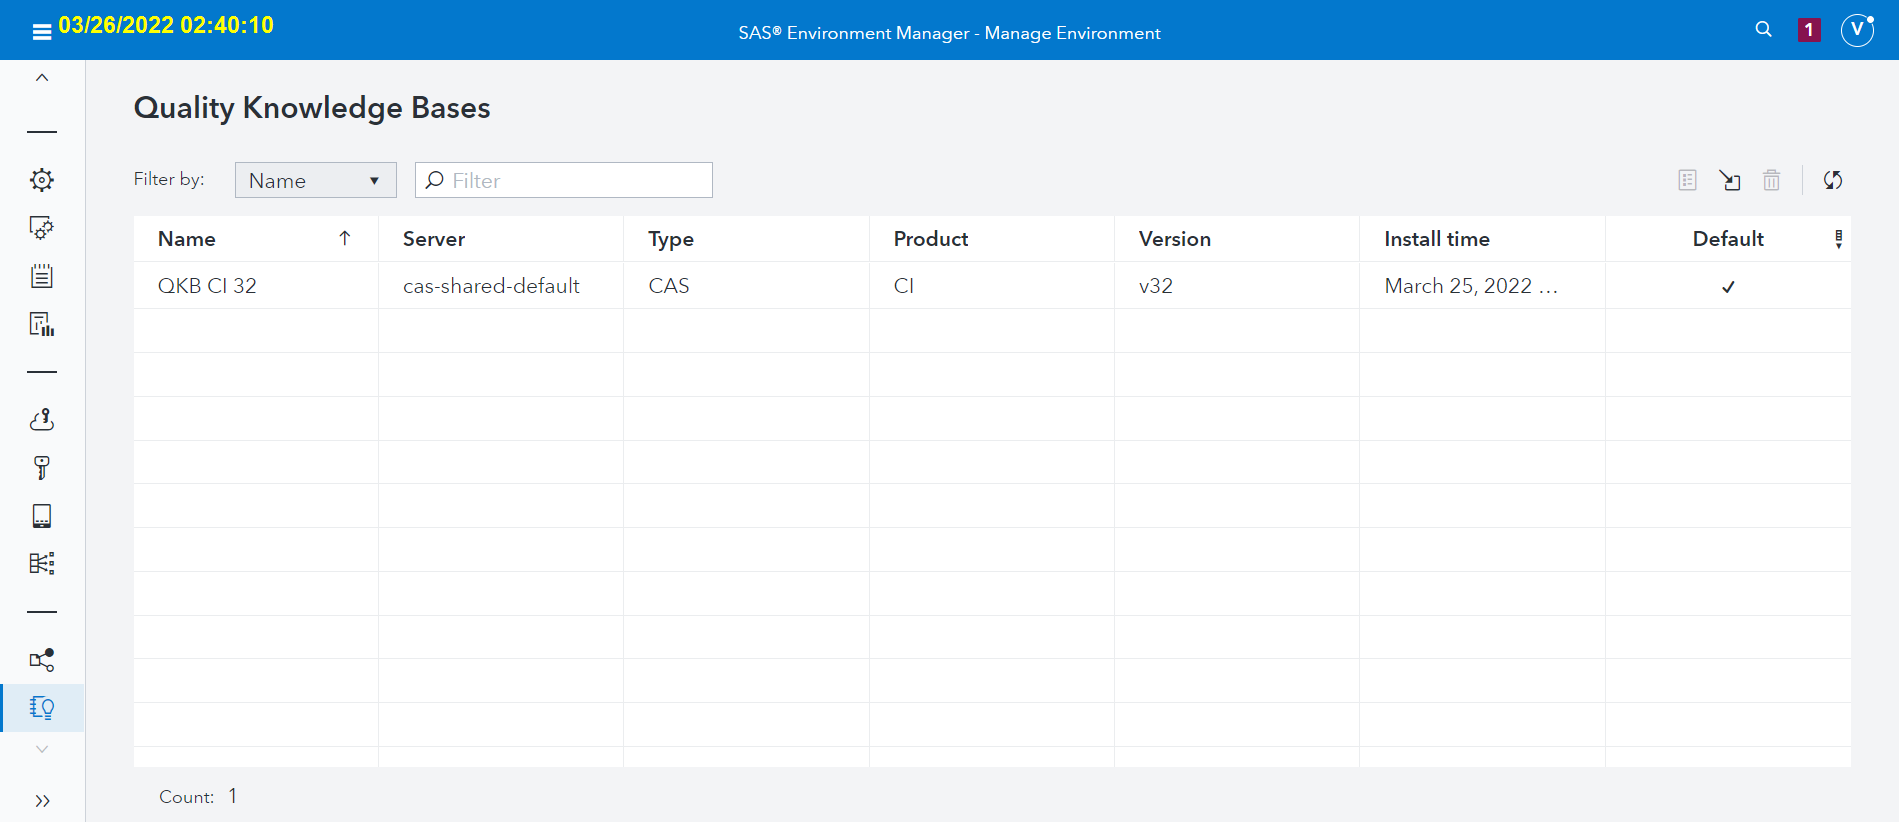 03/26/2022 02:40:10
SAS® Environment Manager - Manage Environment
1
V
Quality Knowledge Bases
Filter by: Name Filter
Name Server Type Product Version Install time Default
QKB CI 32 cas-shared-default CAS CI v32 March 25, 2022 ...
Count: 1